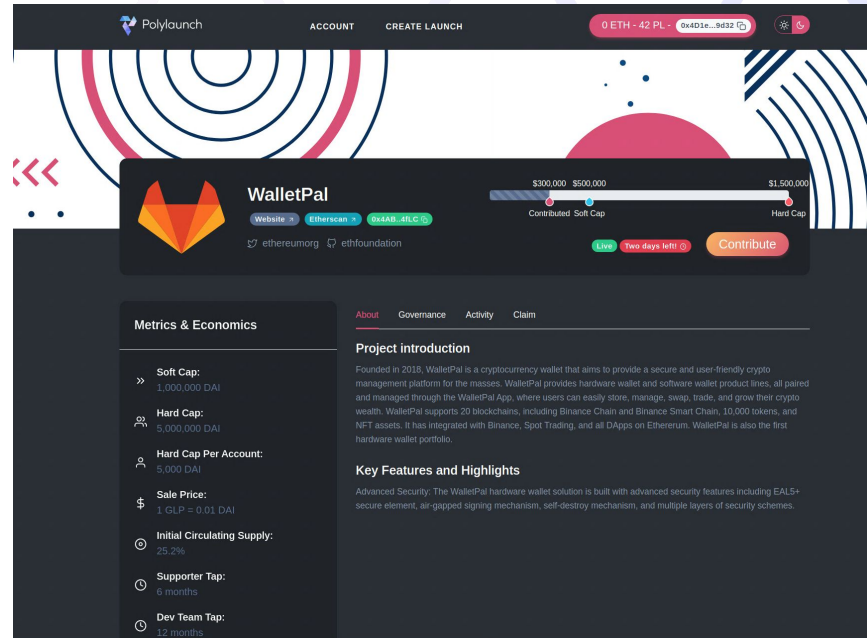 Polylaunch
ACCOUNT
CREATE LAUNCH
0 ETH - 42 PL -
0x4D1e...9d32
WalletPal
Website
Etherscan
0x4AB..4fLC
ethereumorg
ethfoundation
$300,000
$500,000
$1,500,000
Contributed
Soft Cap
Hard Cap
Live
Two days left!
Contribute
Metrics & Economics
Soft Cap:
1,000,000 DAI
Hard Cap:
5,000,000 DAI
Hard Cap Per Account:
5,000 DAI
Sale Price:
1 GLP = 0.01 DAI
Initial Circulating Supply:
25.2%
Supporter Tap:
6 months
Dev Team Tap:
12 months
About
Governance
Activity
Claim
Project introduction
Founded in 2018, WalletPal is a cryptocurrency wallet that aims to provide a secure and user-friendly crypto
management platform for the masses. WalletPal provides hardware wallet and software wallet product lines, all paired
and managed through the WalletPal App, where users can easily store, manage, swap, trade, and grow their crypto
wealth. WalletPal supports 20 blockchains, including Binance Chain and Binance Smart Chain, 10,000 tokens, and
NFT assets. It has integrated with Binance, Spot Trading, and all DApps on Ethererum. WalletPal is also the first
hardware wallet portfolio.
Key Features and Highlights
Advanced Security: The WalletPal hardware wallet solution is built with advanced security features including EAL5+
secure element, air-gapped signing mechanism, self-destroy mechanism, and multiple layers of security schemes.